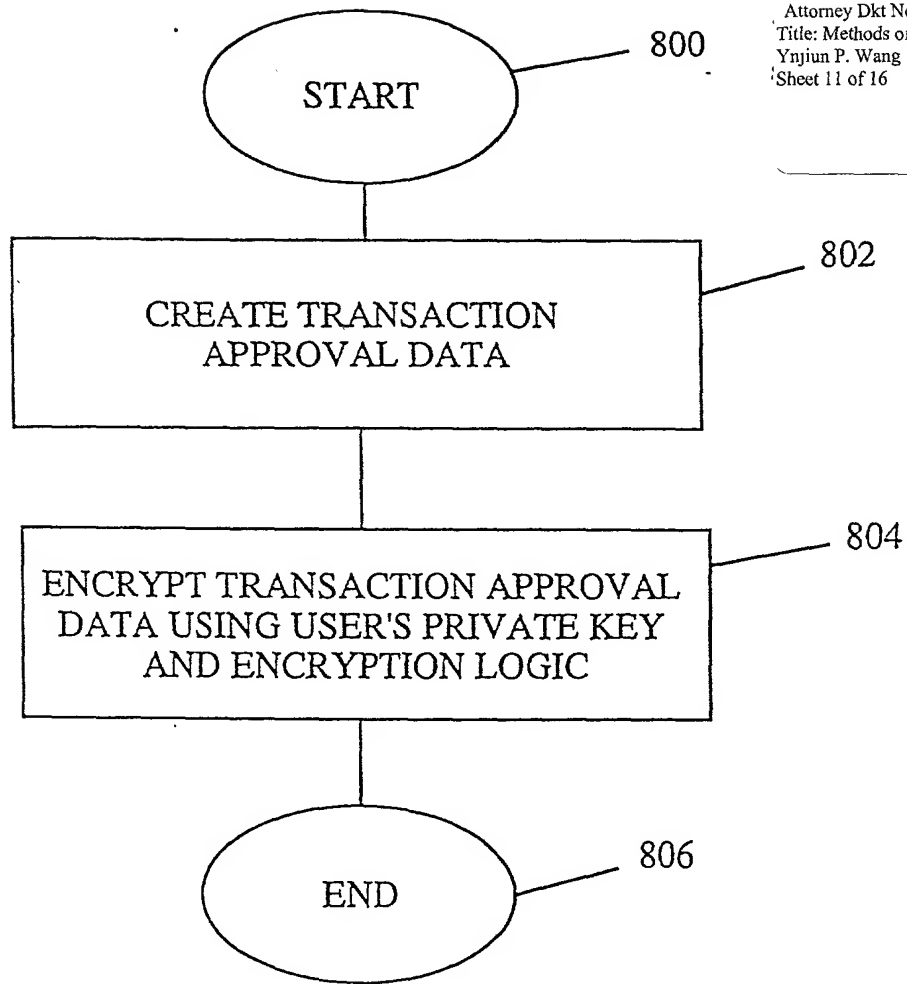 Attorney Dkt No
Title: Methods or
Ynjiun P. Wang
Sheet 11 of 16
800
START
802
CREATE TRANSACTION
APPROVAL DATA
804
ENCRYPT TRANSACTION APPROVAL
DATA USING USER'S PRIVATE KEY
AND ENCRYPTION LOGIC
806
END